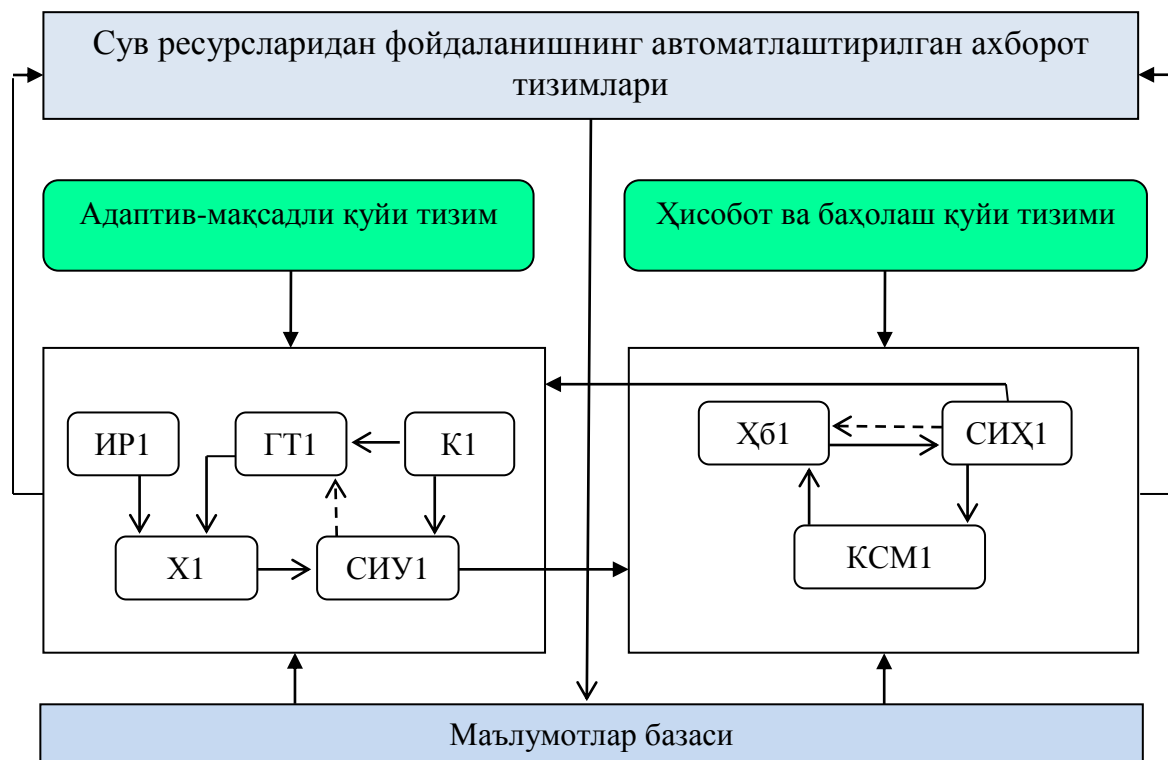 Сув ресурсларидан фойдаланишнинг автоматлаштирилган ахборот
тизимлари
Адаптив-мақсадли қуйи тизим
Ҳисобот ва баҳолаш қуйи тизими
ИР1
ГТ1
К1
Х1
СИУ1
Ҳб1
СИҲ1
КСМ1
Маълумотлар базаси